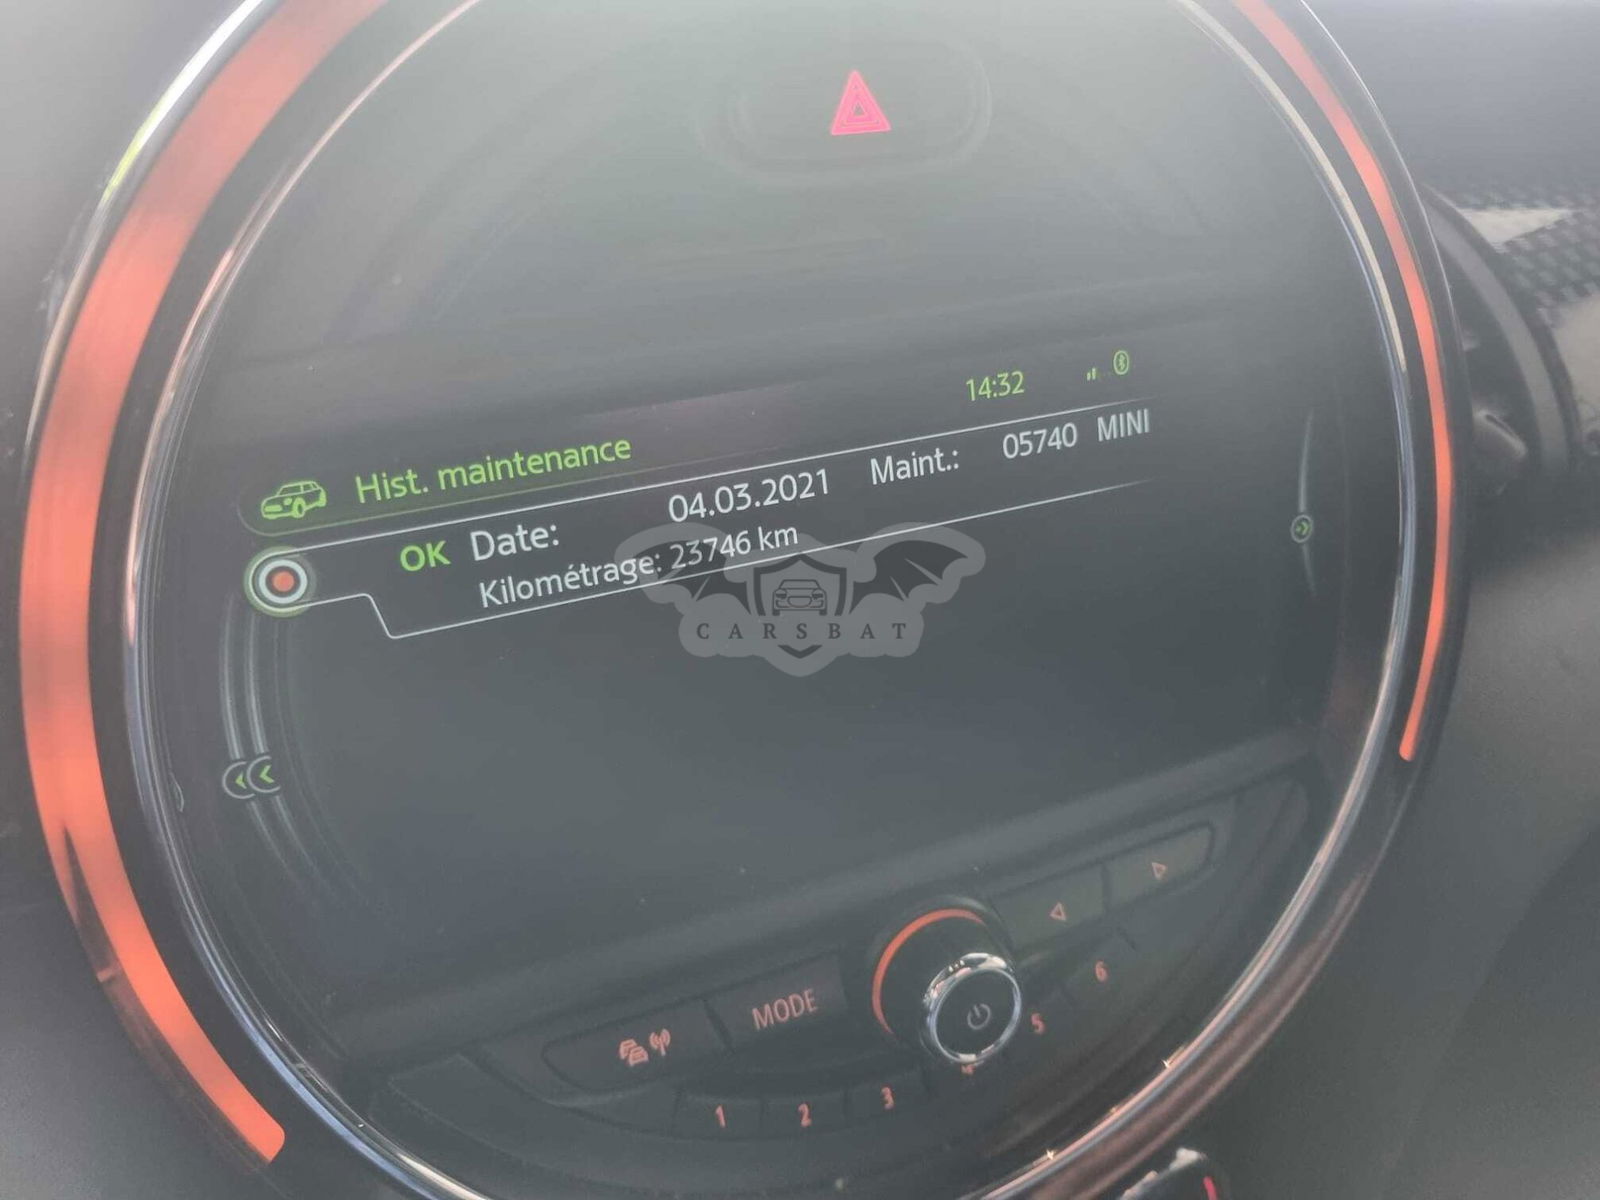 14:32
Hist. maintenance
OK Date: 04.03.2021 Maint.: 05740 MINI
Kilométrage: 23746 km
CARSBAT
MODE
1 2 3 5 6